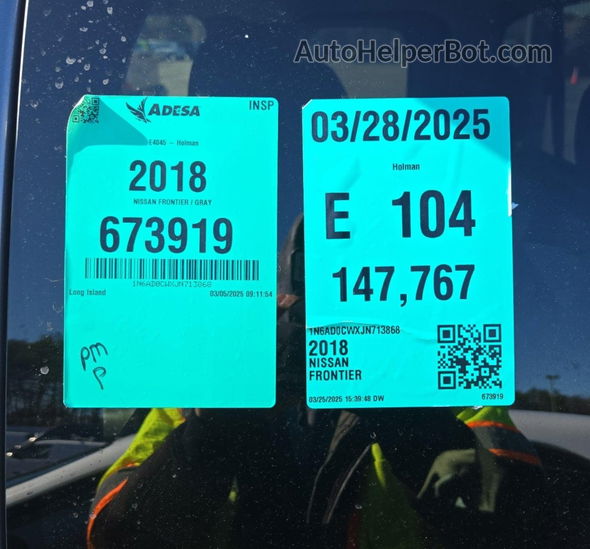 AutoHelperBot.com
ADESA
INSP
E4045 - Holman
2018
NISSAN FRONTIER / GRAY
673919
1N6AD0CWXJN713868
Long Island 03/05/2025 09:11:54
pm
P
03/28/2025
Holman
E 104
147,767
1N6AD0CWXJN713868
2018
NISSAN
FRONTIER
03/25/2025 15:39:48 DW
673919